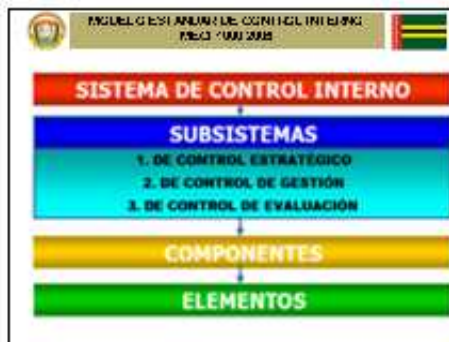 MODELO ESTANDAR DE CONTROL INTERNO
MECI 1000 2005
SISTEMA DE CONTROL INTERNO
SUBSISTEMAS
1. DE CONTROL ESTRATÉGICO
2. DE CONTROL DE GESTIÓN
3. DE CONTROL DE EVALUACIÓN
COMPONENTES
ELEMENTOS